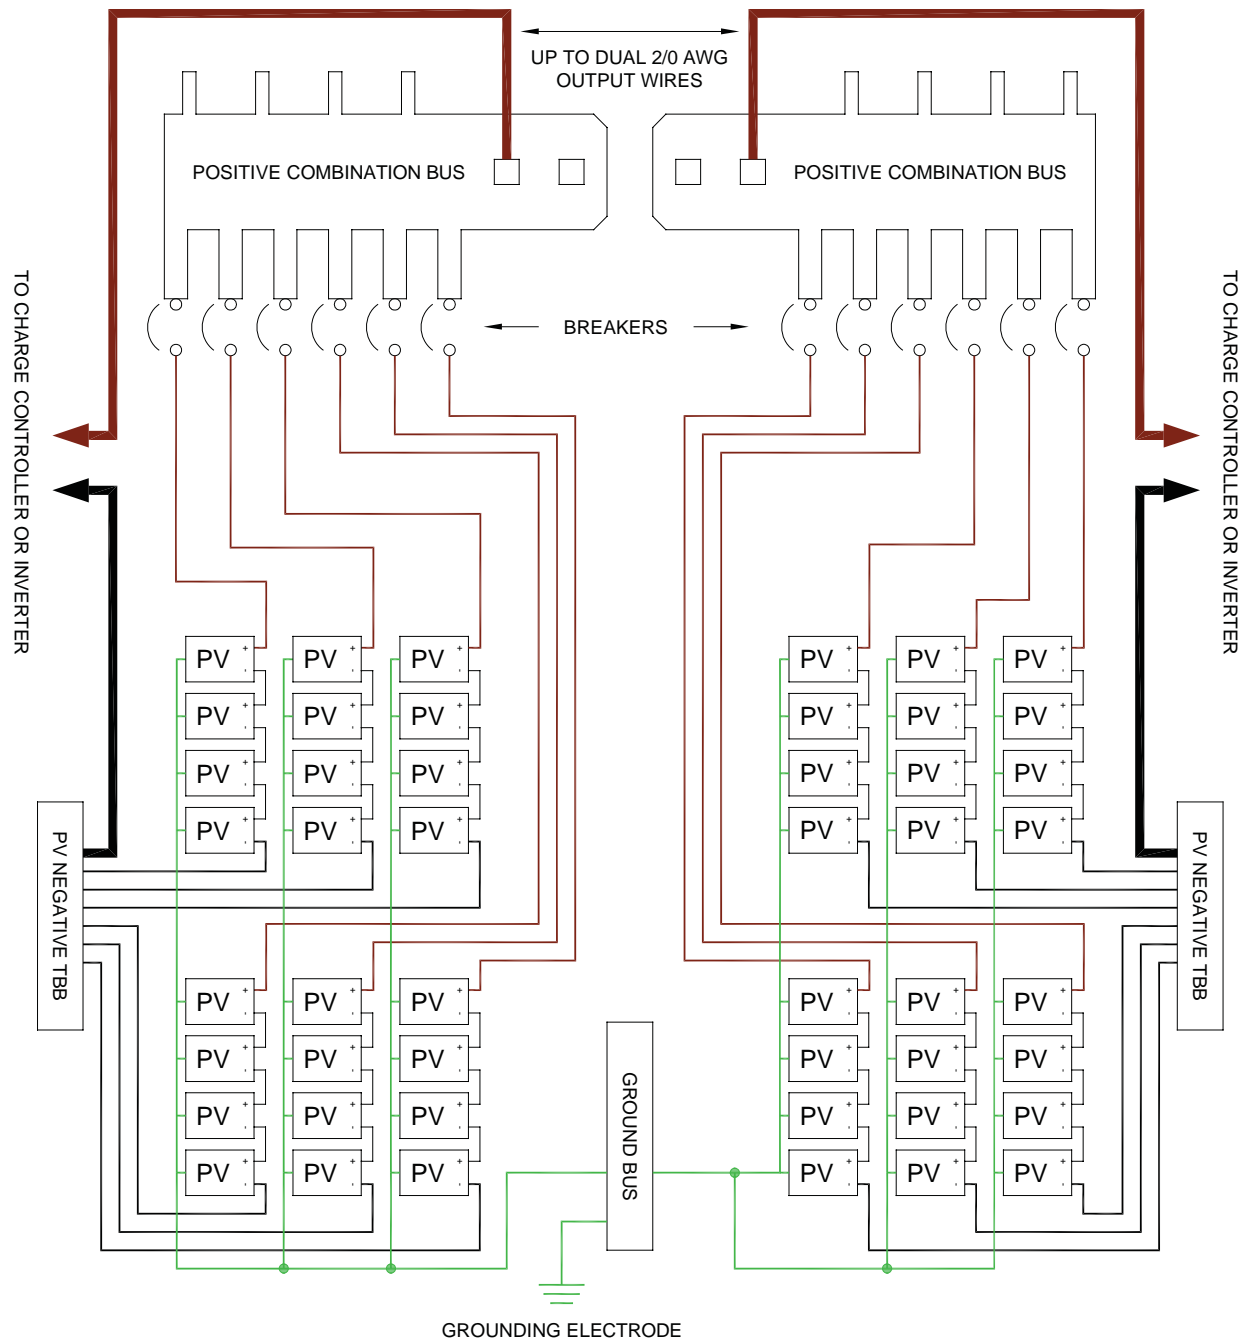 UP TO DUAL 2/0 AWG
OUTPUT WIRES
POSITIVE COMBINATION BUS
POSITIVE COMBINATION BUS
BREAKERS
TO CHARGE CONTROLLER OR INVERTER
TO CHARGE CONTROLLER OR INVERTER
PV + - PV + - PV + - PV + - PV + - PV + -
PV + - PV + - PV + - PV + - PV + - PV + -
PV + - PV + - PV + - PV + - PV + - PV + -
PV + - PV + - PV + - PV + - PV + - PV + -
PV NEGATIVE TBB
PV NEGATIVE TBB
PV + - PV + - PV + - PV + - PV + - PV + -
PV + - PV + - PV + - PV + - PV + - PV + -
PV + - PV + - PV + - PV + - PV + - PV + -
PV + - PV + - PV + - PV + - PV + - PV + -
GROUND BUS
GROUNDING ELECTRODE